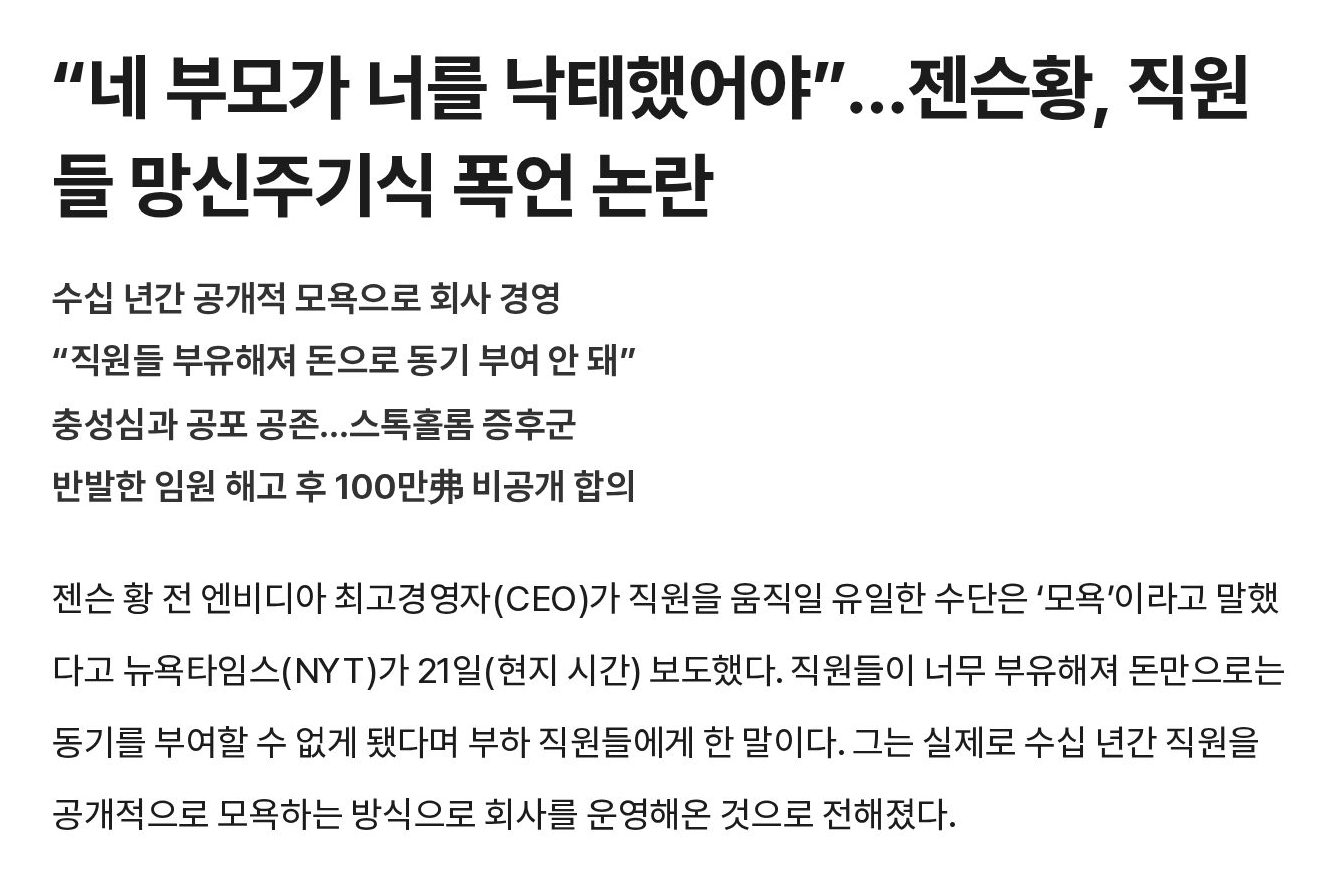 “네 부모가 너를 낙태했어야”…젠슨황, 직원
들 망신주기식 폭언 논란
수십 년간 공개적 모욕으로 회사 경영
“직원들 부유해져 돈으로 동기 부여 안 돼”
충성심과 공포 공존…스톡홀롬 증후군
반발한 임원 해고 후 100만弗 비공개 합의
젠슨 황 전 엔비디아 최고경영자(CEO)가 직원을 움직일 유일한 수단은 ‘모욕’이라고 말했
다고 뉴욕타임스(NYT)가 21일(현지 시간) 보도했다. 직원들이 너무 부유해져 돈만으로는
동기를 부여할 수 없게 됐다며 부하 직원들에게 한 말이다. 그는 실제로 수십 년간 직원을
공개적으로 모욕하는 방식으로 회사를 운영해온 것으로 전해졌다.